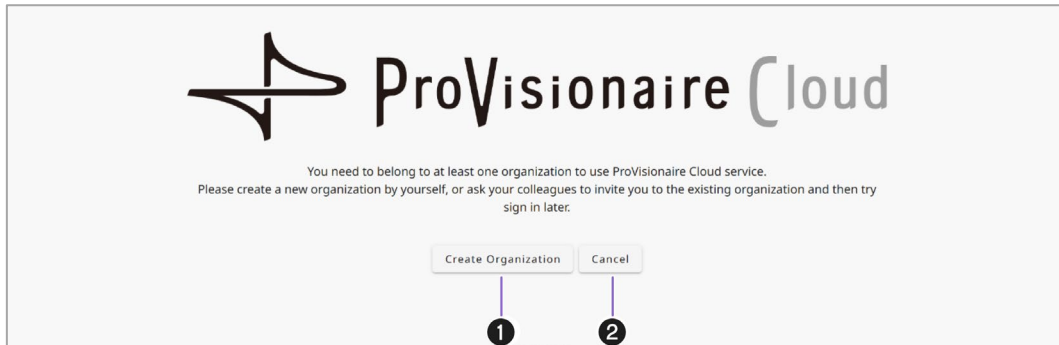 ProVisionaire Cloud
You need to belong to at least one organization to use ProVisionaire Cloud service.
Please create a new organization by yourself, or ask your colleagues to invite you to the existing organization and then try
sign in later.
Create Organization Cancel
1 2